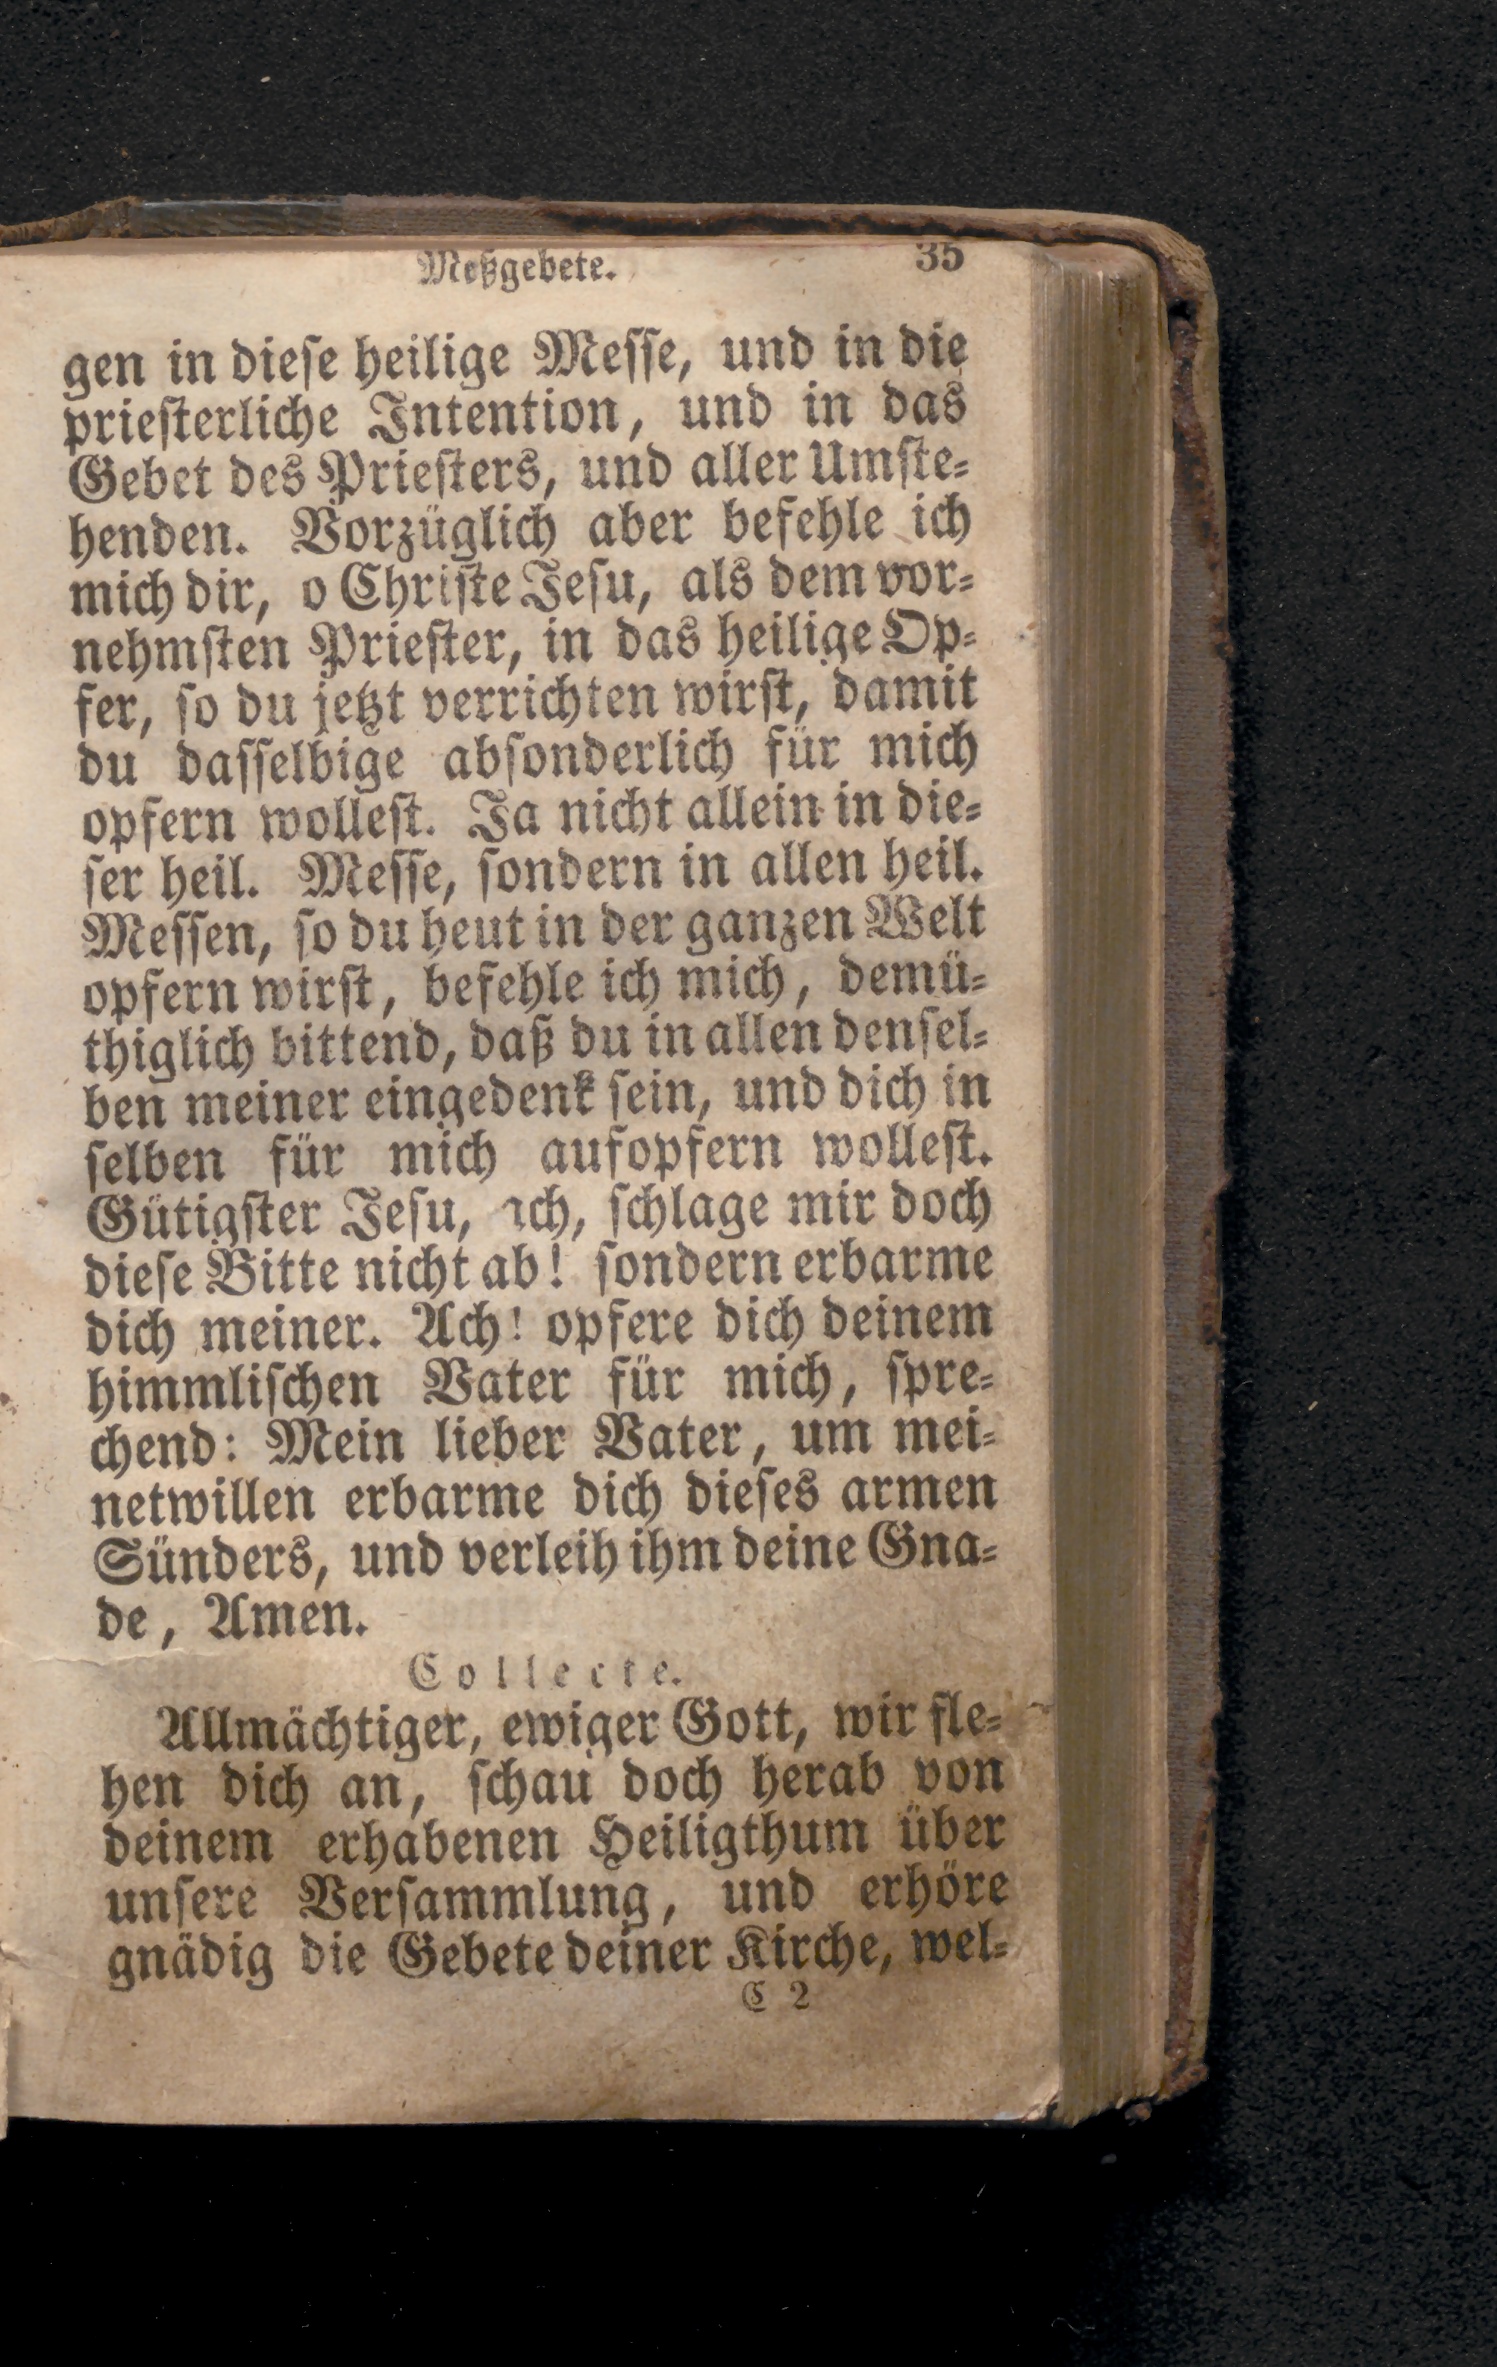 Meßgebete. 35
gen in dieſe heilige Meſſe, und in die
prieſterliche Intention, und in das
Gebet des Prieſters, und aller Umſte⸗
henden. Vorzüglich aber befehle ich
mich dir, o Chriſte Jeſu, als dem vor⸗
nehmſten Prieſter, in das heilige Op⸗
fer, ſo du jetzt verrichten wirſt, damit
du daſſelbige abſonderlich für mich
opfern wolleſt. Ja nicht allein in die⸗
ſer heil. Meſſe, ſondern in allen heil.
Meſſen, ſo du heut in der ganzen Welt
opfern wirſt, befehle ich mich, demü⸗
thiglich bittend, daß du in allen denſel⸗
ben meiner eingedenk ſein, und dich in
ſelben für mich aufopfern wolleſt.
Gütigſter Jeſu, ach, ſchlage mir doch
dieſe Bitte nicht ab! ſondern erbarme
dich meiner. Ach! opfere dich deinem
himmliſchen Vater für mich, ſpre⸗
chend: Mein lieber Vater, um mei⸗
netwillen erbarme dich dieſes armen
Sünders, und verleih ihm deine Gna⸗
de, Amen.
Collecte.
Allmächtiger, ewiger Gott, wir fle⸗
hen dich an, ſchau doch herab von
deinem erhabenen Heiligthum über
unſere Verſammlung, und erhöre
gnädig die Gebete deiner Kirche, wel⸗
C 2